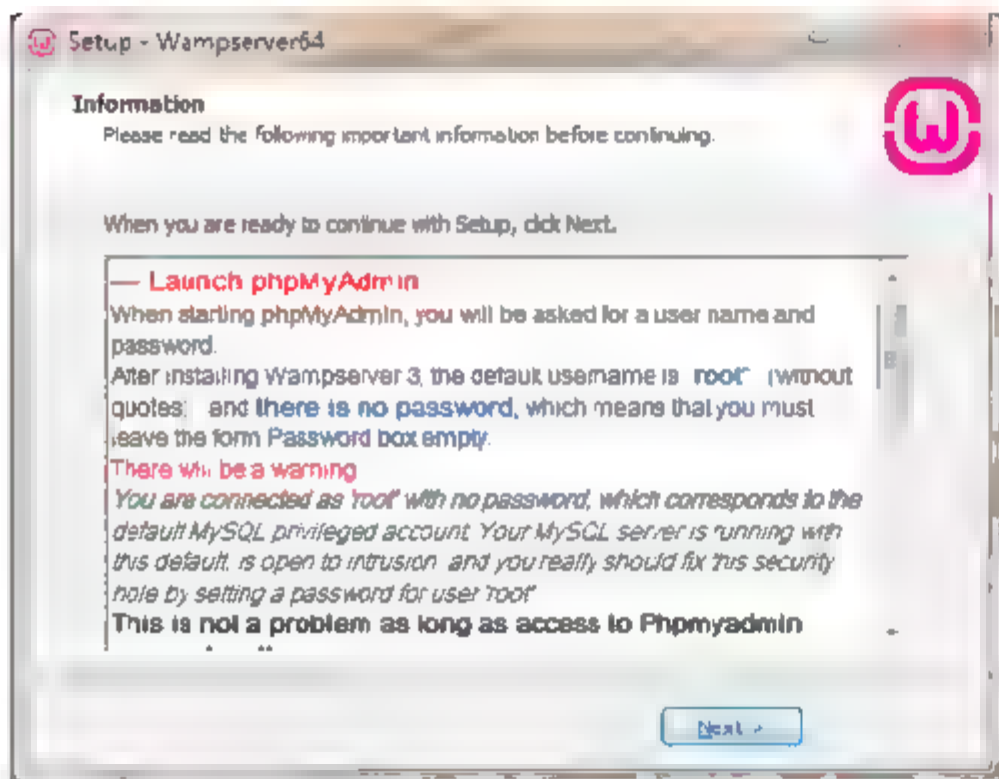 Setup - Wampserver64
Information
Please read the following important information before continuing.
When you are ready to continue with Setup, click Next.
— Launch phpMyAdmin
When starting phpMyAdmin, you will be asked for a user name and
password.
After installing Wampserver 3, the default username is "root" (without
quotes) and there is no password, which means that you must
leave the form Password box empty.
There will be a warning
You are connected as 'root' with no password, which corresponds to the
default MySQL privileged account. Your MySQL server is running with
this default, is open to intrusion, and you really should fix this security
hole by setting a password for user 'root'
This is not a problem as long as access to Phpmyadmin
Next >